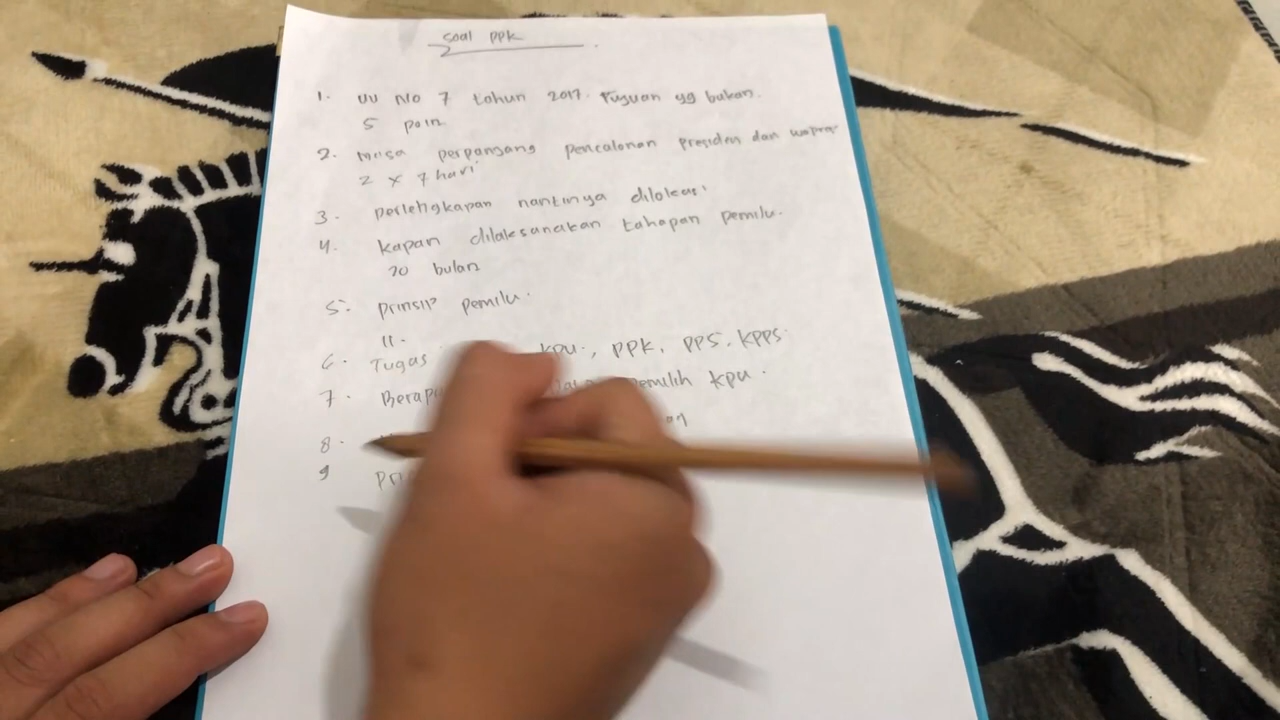 soal ppk
1. UU No 7 tahun 2017. Tujuan yg bukan.
5 poin
2. Masa perpanjang pencalonan presiden dan wapres
2 x 7 hari
3. perlengkapan nantinya dilokasi
4. kapan dilaksanakan tahapan pemilu.
20 bulan
5. prinsip pemilu.
11.
6. Tugas kpu., PPK, PPS, KPPS.
7. pemilih kpu.
8.
9